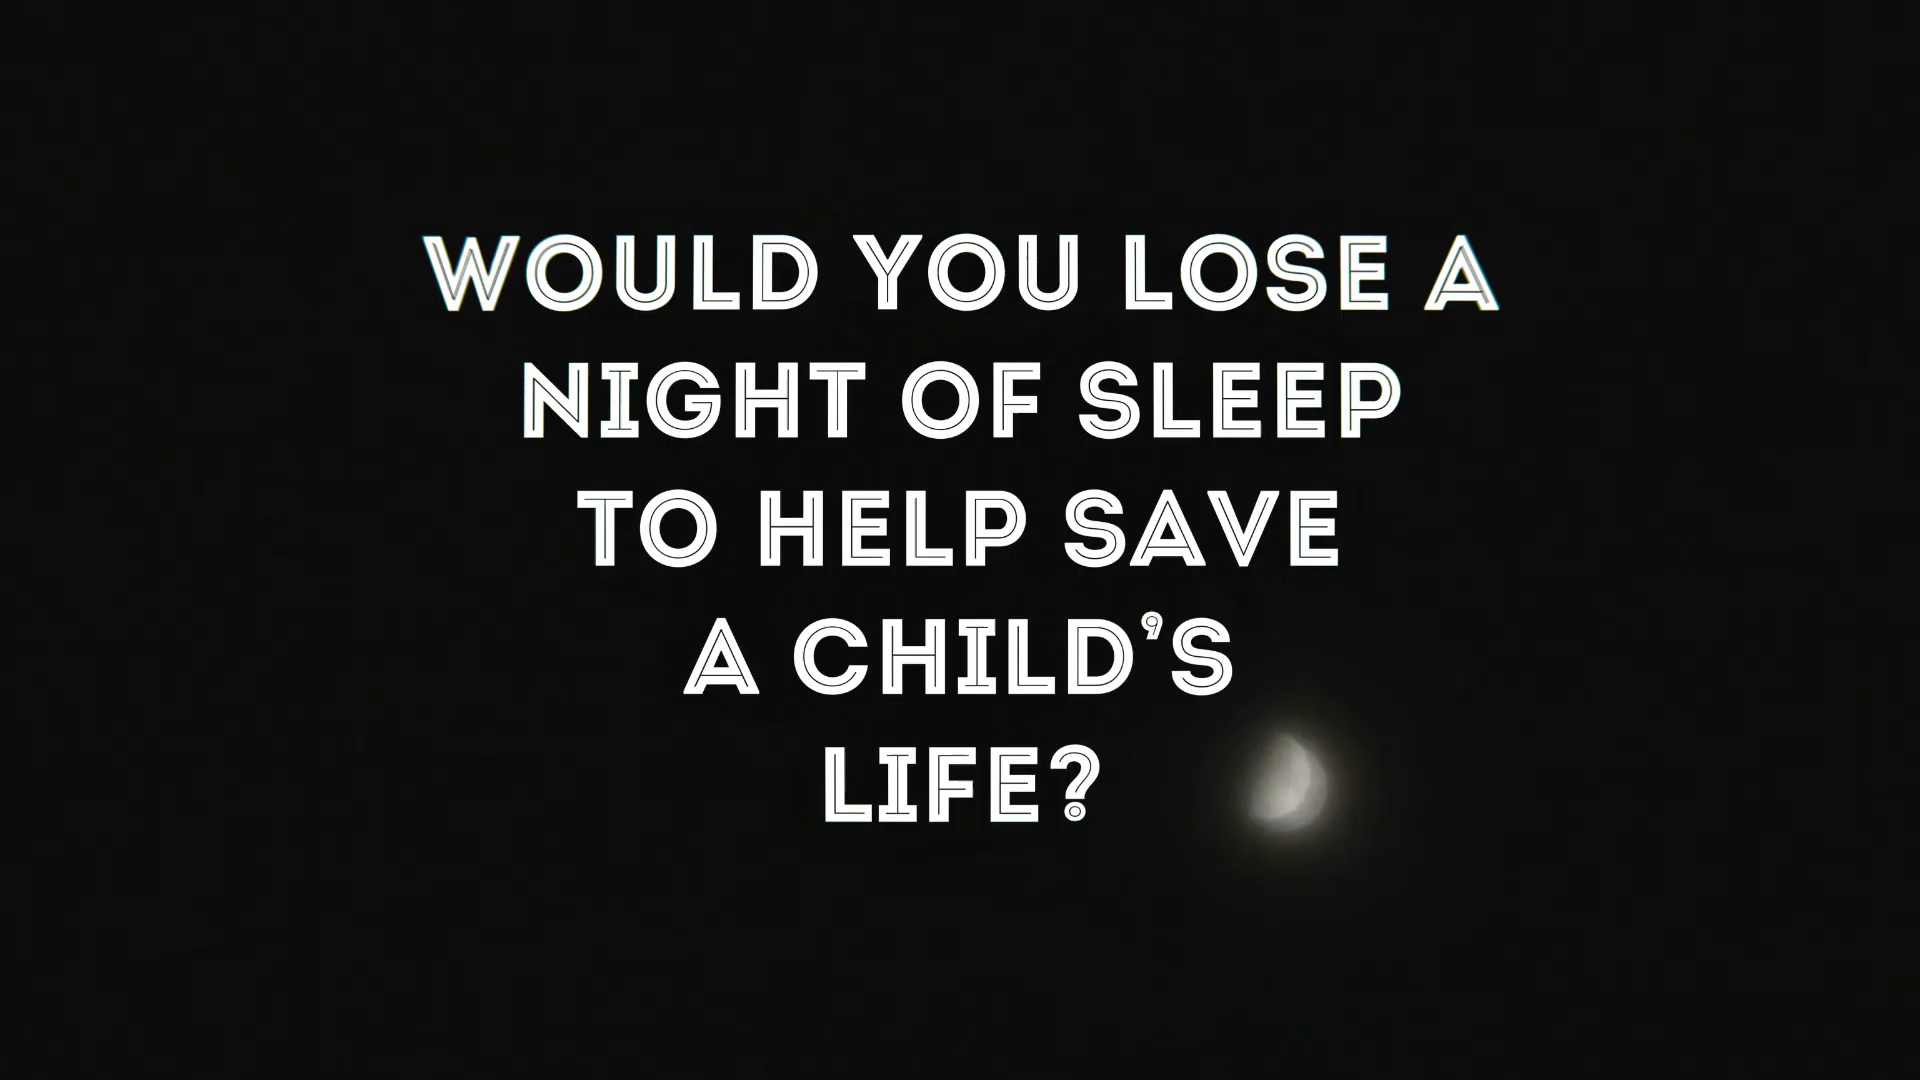 WOULD YOU LOSE A
NIGHT OF SLEEP
TO HELP SAVE
A CHILD'S
LIFE?